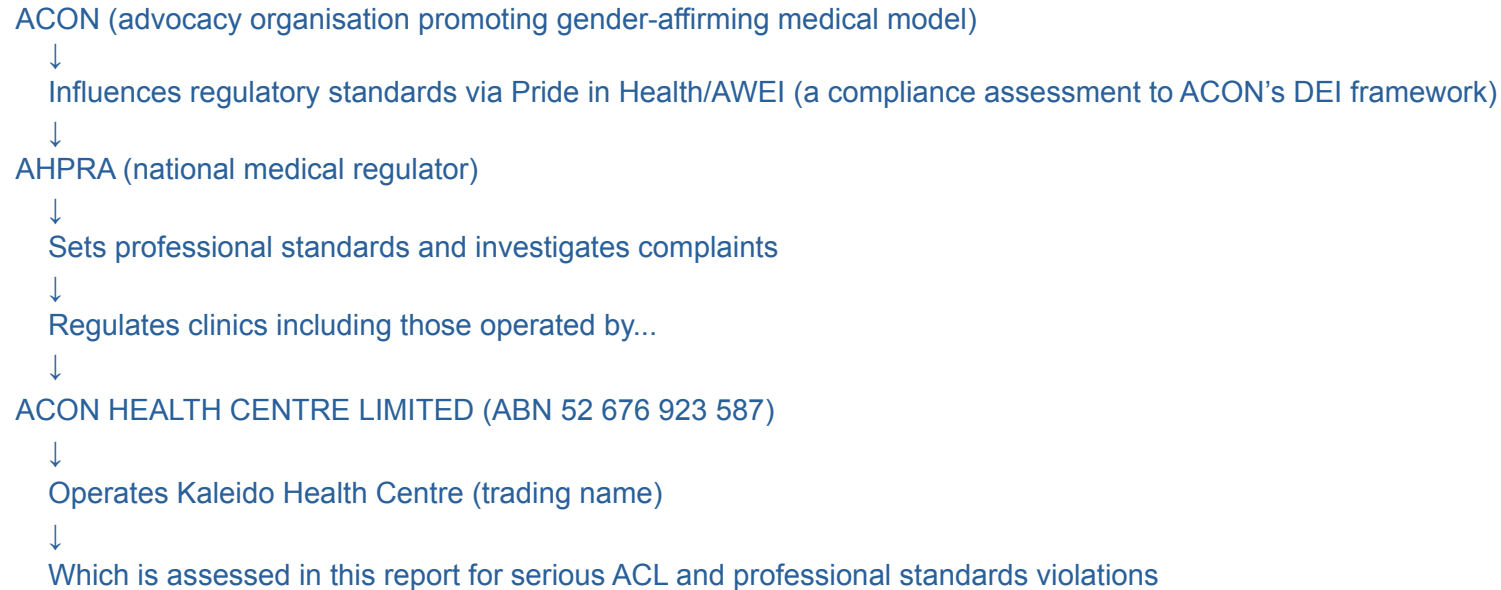 ACON (advocacy organisation promoting gender-affirming medical model)
↓
Influences regulatory standards via Pride in Health/AWEI (a compliance assessment to ACON’s DEI framework)
↓
AHPRA (national medical regulator)
↓
Sets professional standards and investigates complaints
↓
Regulates clinics including those operated by...
↓
ACON HEALTH CENTRE LIMITED (ABN 52 676 923 587)
↓
Operates Kaleido Health Centre (trading name)
↓
Which is assessed in this report for serious ACL and professional standards violations